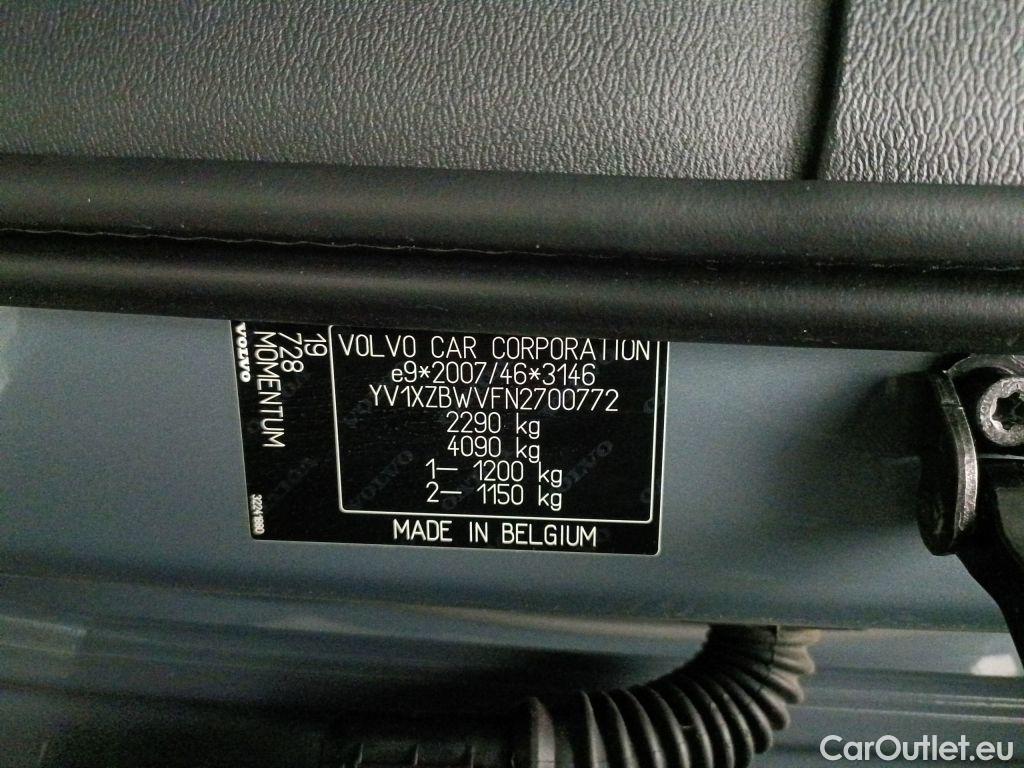 VOLVO CAR CORPORATION
e9*2007/46*3146
YV1XZBWVFN2700772
2290 kg
4090 kg
1— 1200 kg
2— 1150 kg
MADE IN BELGIUM
19
728
MOMENTUM
VOLVO
32241980
CarOutlet.eu